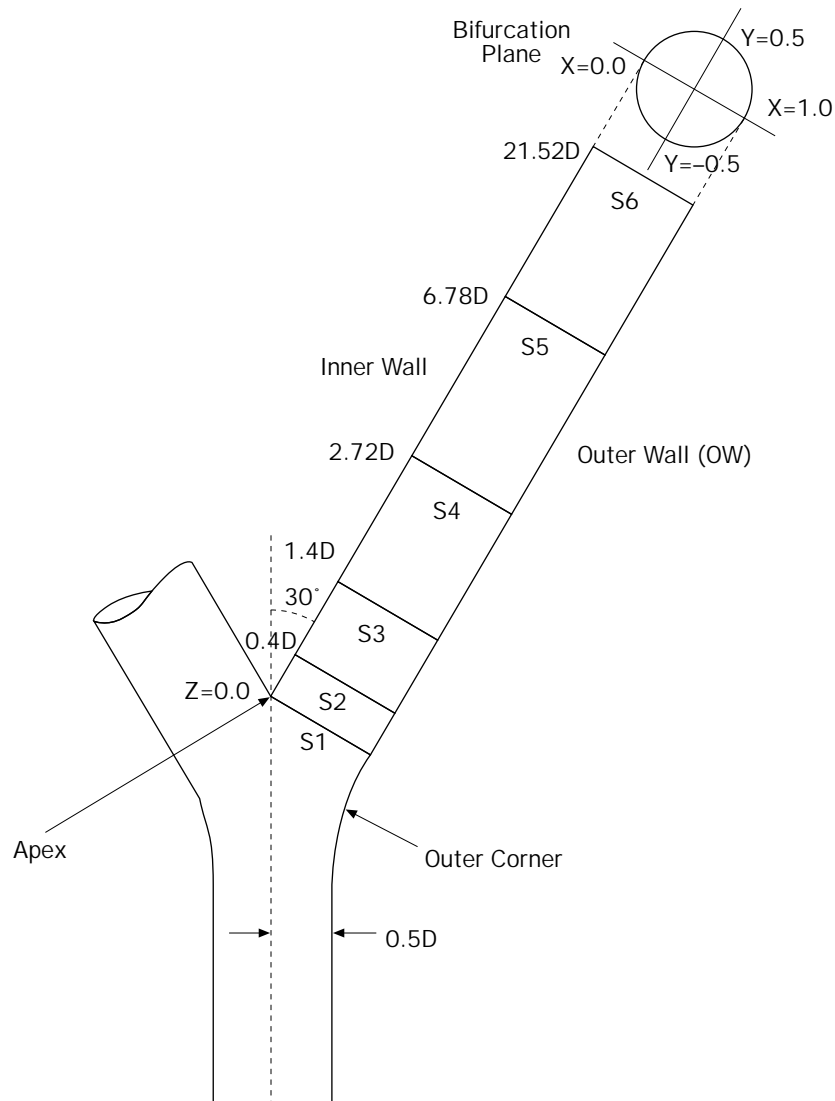 Bifurcation
Plane
Y=0.5
X=0.0
X=1.0
21.52D
Y=–0.5
S6
6.78D
S5
Inner Wall
2.72D
Outer Wall (OW)
S4
1.4D
30°
0.4D
S3
Z=0.0
S2
S1
Apex
Outer Corner
0.5D